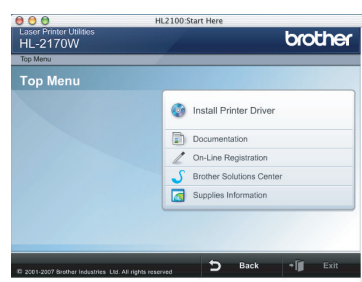 HL2100:Start Here
Laser Printer Utilities
HL-2170W
brother
Top Menu
Top Menu
Install Printer Driver
Documentation
On-Line Registration
Brother Solutions Center
Supplies Information
Back
Exit
© 2001-2007 Brother Industries Ltd. All rights reserved